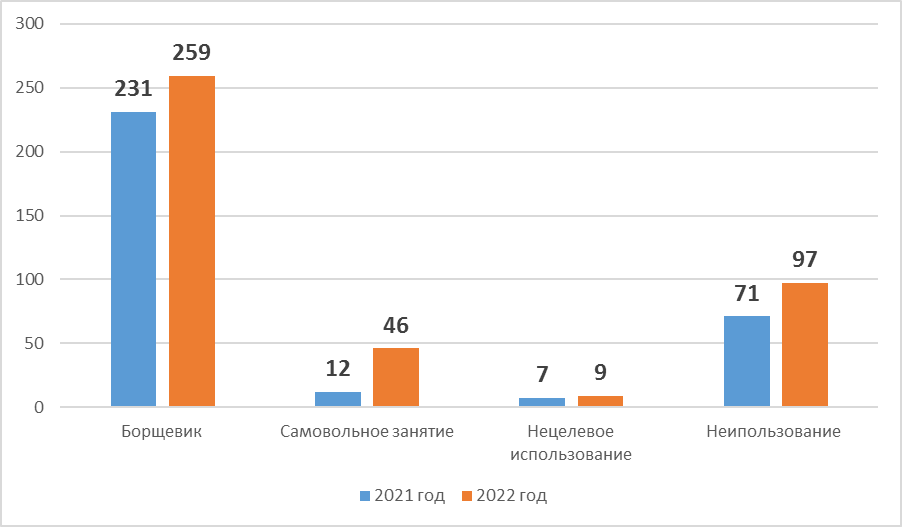 300
250
200
150
100
50
0
231
259
12
46
7
9
71
97
Борщевик
Самовольное занятие
Нецелевое
использование
Неипользование
2021 год
2022 год